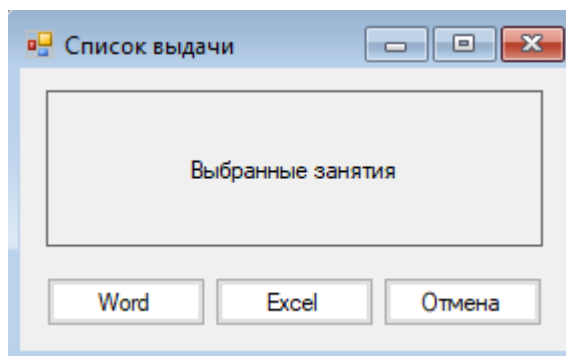 Список выдачи
Выбранные занятия
Word Excel Отмена